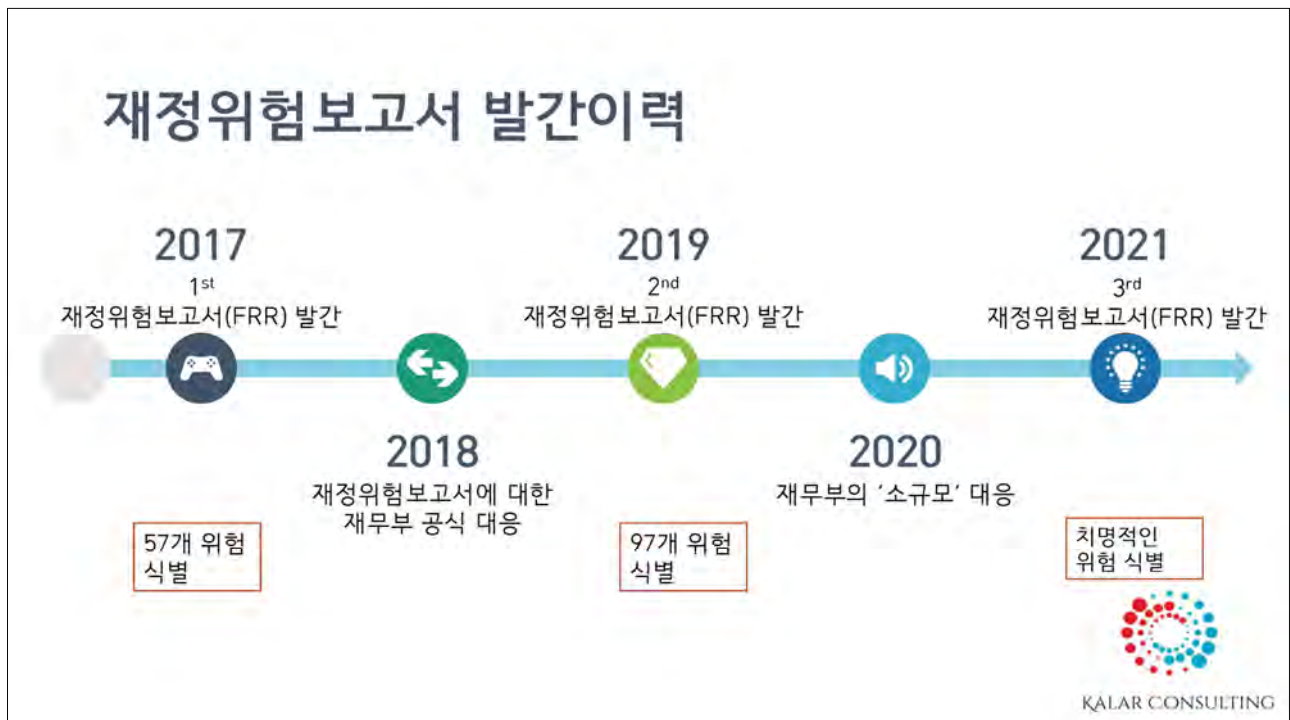 재정위험보고서 발간이력
2017
1st
재정위험보고서(FRR) 발간
2019
2nd
재정위험보고서(FRR) 발간
2021
3rd
재정위험보고서(FRR) 발간
2018
재정위험보고서에 대한
재무부 공식 대응
2020
재무부의 ‘소규모’ 대응
57개 위험
식별
97개 위험
식별
치명적인
위험 식별
KALAR CONSULTING